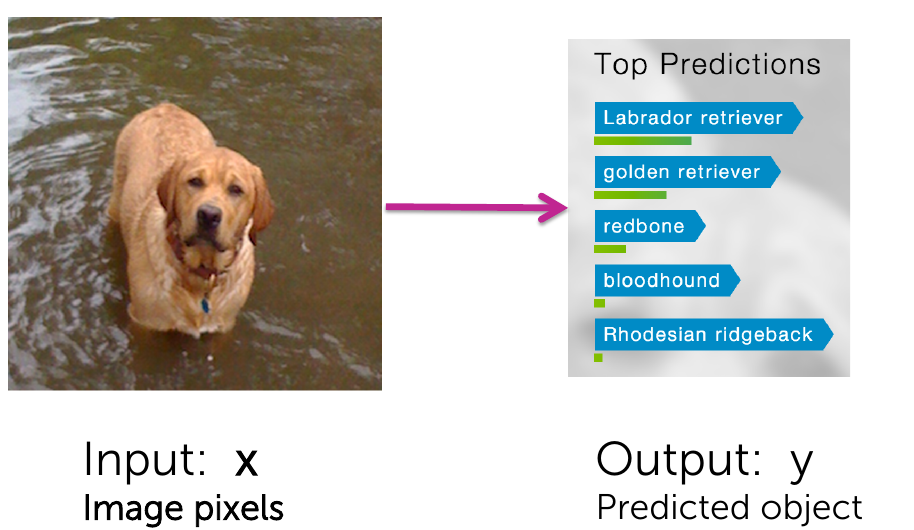 Top Predictions
Labrador retriever
golden retriever
redbone
bloodhound
Rhodesian ridgeback
Input: x
Image pixels
Output: y
Predicted object